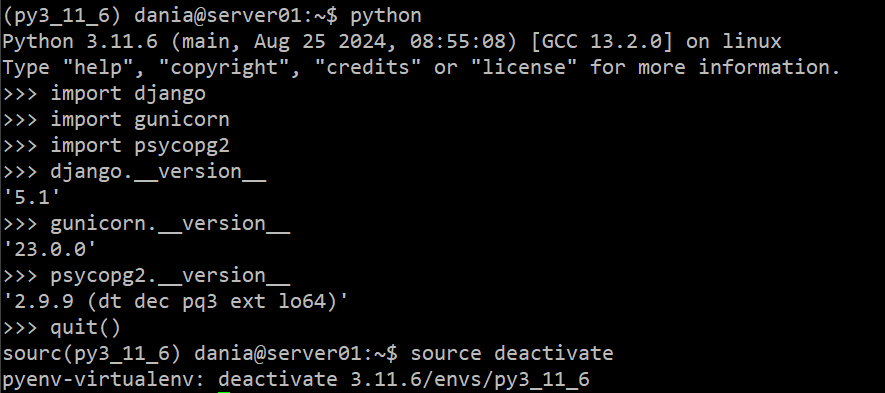 (py3_11_6) dania@server01:~$ python
Python 3.11.6 (main, Aug 25 2024, 08:55:08) [GCC 13.2.0] on linux
Type "help", "copyright", "credits" or "license" for more information.
>>> import django
>>> import gunicorn
>>> import psycopg2
>>> django.__version__
'5.1'
>>> gunicorn.__version__
'23.0.0'
>>> psycopg2.__version__
'2.9.9 (dt dec pq3 ext lo64)'
>>> quit()
sourc(py3_11_6) dania@server01:~$ source deactivate
pyenv-virtualenv: deactivate 3.11.6/envs/py3_11_6